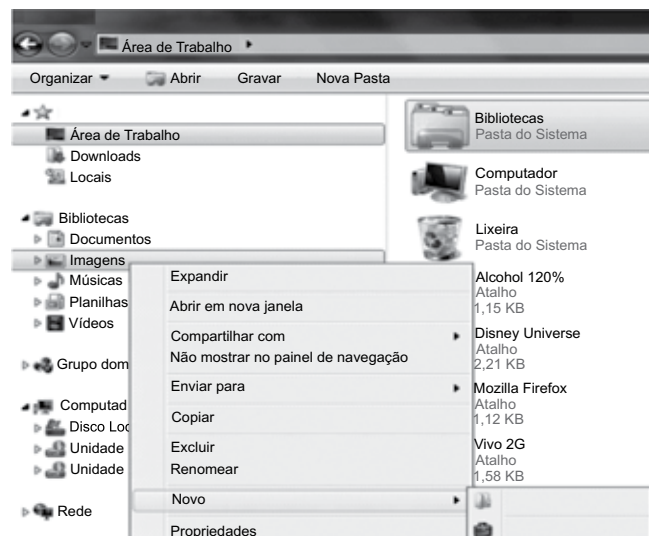 Área de Trabalho
Organizar Abrir Gravar Nova Pasta
Área de Trabalho
Downloads
Locais
Bibliotecas
Documentos
Imagens
Músicas
Planilhas
Vídeos
Grupo dom
Computad
Disco Loc
Unidade
Unidade
Rede
Expandir
Abrir em nova janela
Compartilhar com
Não mostrar no painel de navegação
Enviar para
Copiar
Excluir
Renomear
Novo
Propriedades
Bibliotecas
Pasta do Sistema
Computador
Pasta do Sistema
Lixeira
Pasta do Sistema
Alcohol 120%
Atalho
1,15 KB
Disney Universe
Atalho
2,21 KB
Mozilla Firefox
Atalho
1,12 KB
Vivo 2G
Atalho
1,58 KB